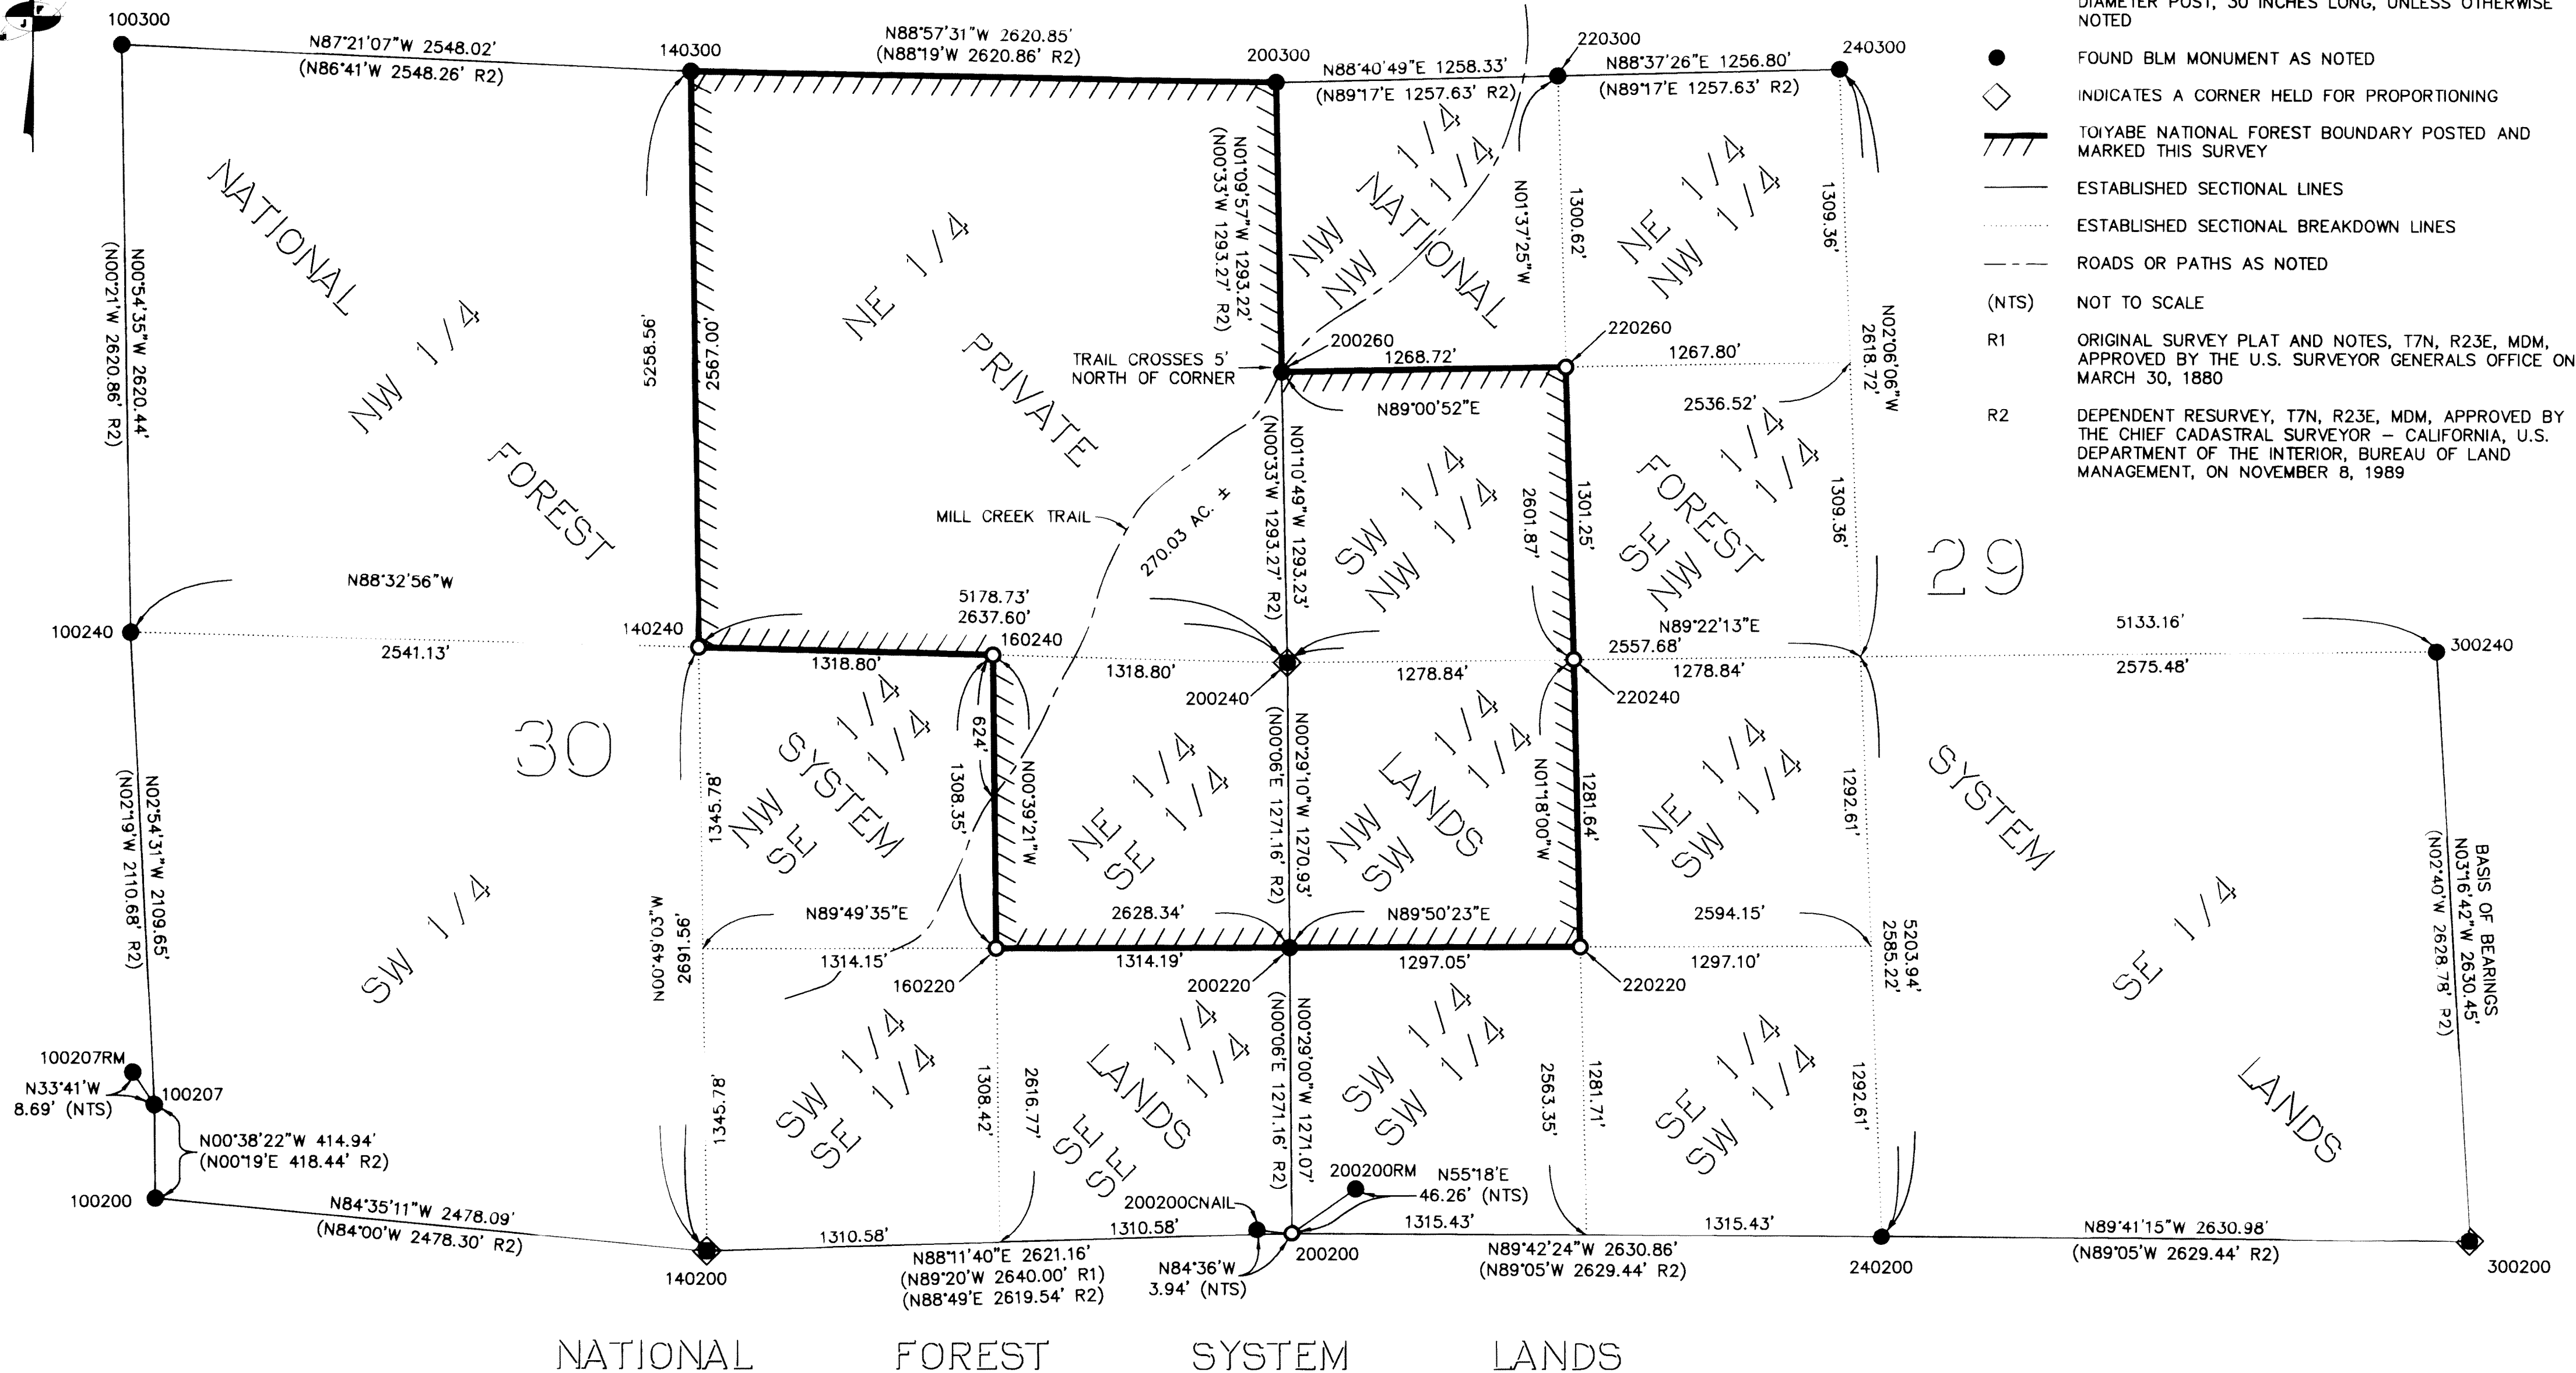 DIAMETER POST, 30 INCHES LONG, UNLESS OTHERWISE
NOTED
FOUND BLM MONUMENT AS NOTED
INDICATES A CORNER HELD FOR PROPORTIONING
TOIYABE NATIONAL FOREST BOUNDARY POSTED AND
MARKED THIS SURVEY
ESTABLISHED SECTIONAL LINES
ESTABLISHED SECTIONAL BREAKDOWN LINES
ROADS OR PATHS AS NOTED
(NTS) NOT TO SCALE
R1 ORIGINAL SURVEY PLAT AND NOTES, T7N, R23E, MDM,
APPROVED BY THE U.S. SURVEYOR GENERALS OFFICE ON
MARCH 30, 1880
R2 DEPENDENT RESURVEY, T7N, R23E, MDM, APPROVED BY
THE CHIEF CADASTRAL SURVEYOR – CALIFORNIA, U.S.
DEPARTMENT OF THE INTERIOR, BUREAU OF LAND
MANAGEMENT, ON NOVEMBER 8, 1989
100300
N87°21'07"W 2548.02'
(N86°41'W 2548.26' R2)
140300
N88°57'31"W 2620.85'
(N88°19'W 2620.86' R2)
200300
N88°40'49"E 1258.33'
(N89°17'E 1257.63' R2)
220300
N88°37'26"E 1256.80'
(N89°17'E 1257.63' R2)
240300
N00°54'35"W 2620.44'
(N00°21'W 2620.86' R2)
NATIONAL
NW 1/4
FOREST
5258.56'
2567.00'
NE 1/4
PRIVATE
N01°09'57"W 1293.22'
(N00°33'W 1293.27' R2)
NW 1/4
NW 1/4
NATIONAL
N01°37'25"W
1300.62'
NE 1/4
NW 1/4
1309.36'
N02°06'06"W
2618.72'
TRAIL CROSSES 5'
NORTH OF CORNER
200260
1268.72'
N89°00'52"E
220260
1267.80'
2536.52'
MILL CREEK TRAIL
270.03 AC. ±
N01°10'49"W 1293.23'
(N00°33'W 1293.27' R2)
SW 1/4
NW 1/4
2601.87'
1301.25'
FOREST
SE 1/4
NW 1/4
1309.36'
29
N88°32'56"W
100240
2541.13'
140240
5178.73'
2637.60'
160240
1318.80'
1318.80'
200240
1278.84'
N89°22'13"E
2557.68'
1278.84'
220240
5133.16'
2575.48'
300240
30
N02°54'31"W 2109.65'
(N02°19'W 2110.68' R2)
SW 1/4
N00°49'03"W
2691.56'
1345.78'
NW 1/4
SE 1/4
SYSTEM
624'
1308.35'
N00°39'21"W
NE 1/4
SE 1/4
N00°29'10"W 1270.93'
(N00°06'E 1271.16' R2)
NW 1/4
SW 1/4
LANDS
N01°18'00"W
1281.64'
NE 1/4
SW 1/4
1292.61'
SYSTEM
BASIS OF BEARINGS
N03°16'42"W 2630.45'
(N02°40'W 2628.78' R2)
N89°49'35"E
1314.15'
2628.34'
1314.19'
N89°50'23"E
1297.05'
2594.15'
1297.10'
160220
200220
220220
5203.94'
2585.22'
SE 1/4
100207RM
N33°41'W
8.69' (NTS)
100207
N00°38'22"W 414.94'
(N00°19'E 418.44' R2)
100200
N84°35'11"W 2478.09'
(N84°00'W 2478.30' R2)
1345.78'
SW 1/4
SE 1/4
1308.42'
2616.77'
LANDS
SE 1/4
SE 1/4
N00°29'00"W 1271.07'
(N00°06'E 1271.16' R2)
SW 1/4
SW 1/4
2563.35'
1281.71'
SE 1/4
SW 1/4
1292.61'
LANDS
200200RM
N55°18'E
46.26' (NTS)
200200CNAIL
1310.58'
1310.58'
1315.43'
1315.43'
140200
N88°11'40"E 2621.16'
(N89°20'W 2640.00' R1)
(N88°49'E 2619.54' R2)
N84°36'W
3.94' (NTS)
200200
N89°42'24"W 2630.86'
(N89°05'W 2629.44' R2)
240200
N89°41'15"W 2630.98'
(N89°05'W 2629.44' R2)
300200
NATIONAL FOREST SYSTEM LANDS